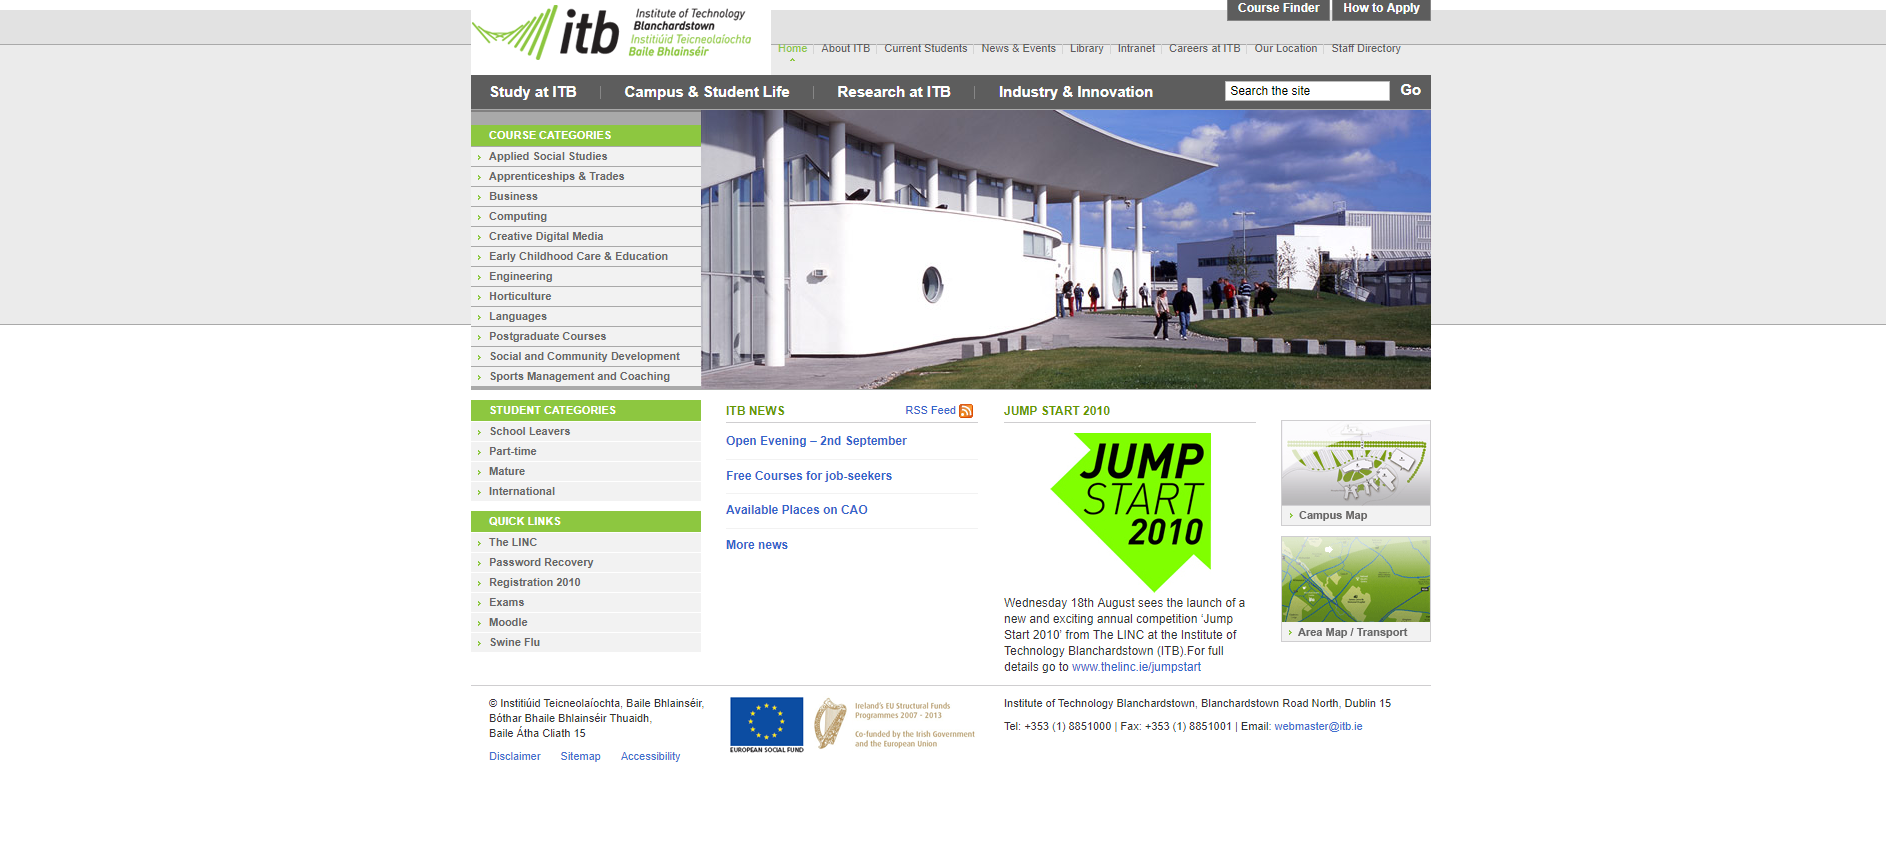 Course Finder
How to Apply
itb
Institute of Technology
Blanchardstown
Institiúid Teicneolaíochta
Baile Bhlainséir
Home
About ITB
Current Students
News & Events
Library
Intranet
Careers at ITB
Our Location
Staff Directory
Study at ITB
Campus & Student Life
Research at ITB
Industry & Innovation
Search the site
Go
COURSE CATEGORIES
Applied Social Studies
Apprenticeships & Trades
Business
Computing
Creative Digital Media
Early Childhood Care & Education
Engineering
Horticulture
Languages
Postgraduate Courses
Social and Community Development
Sports Management and Coaching
STUDENT CATEGORIES
School Leavers
Part-time
Mature
International
QUICK LINKS
The LINC
Password Recovery
Registration 2010
Exams
Moodle
Swine Flu
ITB NEWS
RSS Feed
Open Evening – 2nd September
Free Courses for job-seekers
Available Places on CAO
More news
JUMP START 2010
JUMP
START
2010
Wednesday 18th August sees the launch of a
new and exciting annual competition ‘Jump
Start 2010’ from The LINC at the Institute of
Technology Blanchardstown (ITB).For full
details go to www.thelinc.ie/jumpstart
Campus Map
Area Map / Transport
© Institiúid Teicneolaíochta, Baile Bhlainséir,
Bóthar Bhaile Bhlainséir Thuaidh,
Baile Átha Cliath 15
Disclaimer
Sitemap
Accessibility
EUROPEAN SOCIAL FUND
Ireland's EU Structural Funds
Programmes 2007 - 2013
Co-funded by the Irish Government
and the European Union
Institute of Technology Blanchardstown, Blanchardstown Road North, Dublin 15
Tel: +353 (1) 8851000 | Fax: +353 (1) 8851001 | Email: webmaster@itb.ie